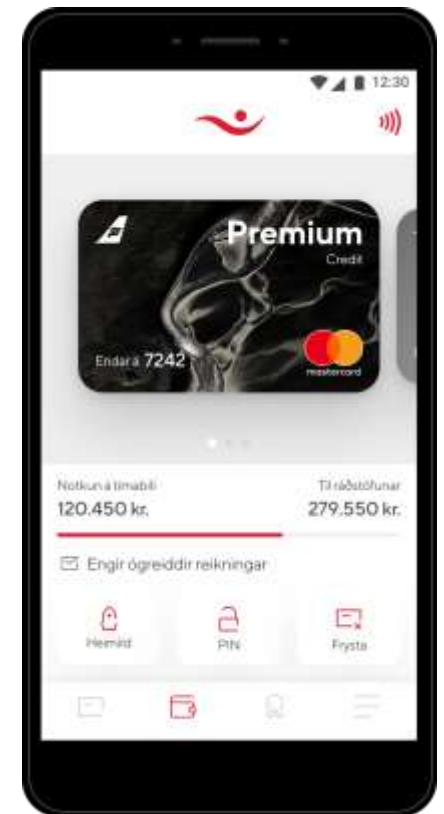 12:30
Premium
Credit
Endar á 7242
mastercard
Notkun á tímabili
Til ráðstöfunar
120.450 kr.
279.550 kr.
Engir ógreiddir reikningar
Heimild
PIN
Frysta